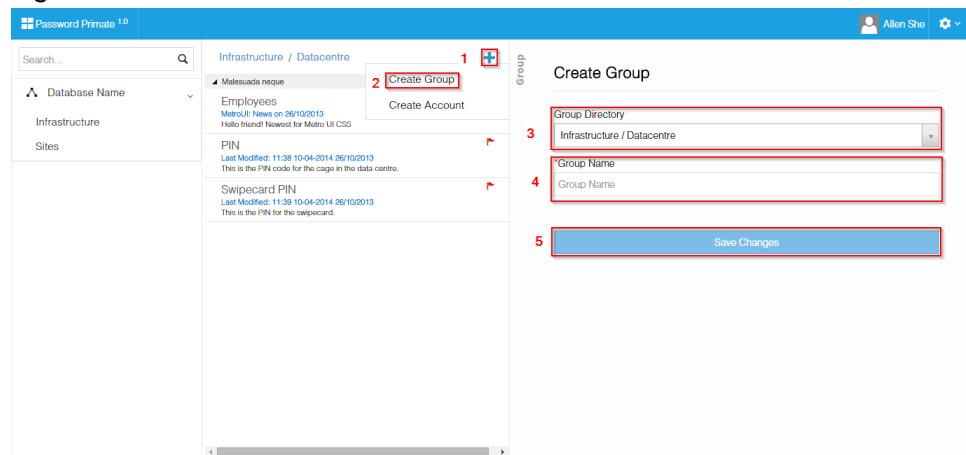 Password Primate 1.0
Allen She
Search...
Database Name
Infrastructure
Sites
Infrastructure / Datacentre
1
Malesuada neque
2
Create Group
Create Account
Employees
MetroUI: News on 26/10/2013
Hello friend! Newest for Metro UI CSS
PIN
Last Modified: 11:38 10-04-2014 26/10/2013
This is the PIN code for the cage in the data centre.
Swipecard PIN
Last Modified: 11:39 10-04-2014 26/10/2013
This is the PIN for the swipecard.
Group
Create Group
Group Directory
3
Infrastructure / Datacentre
*Group Name
4
Group Name
5
Save Changes